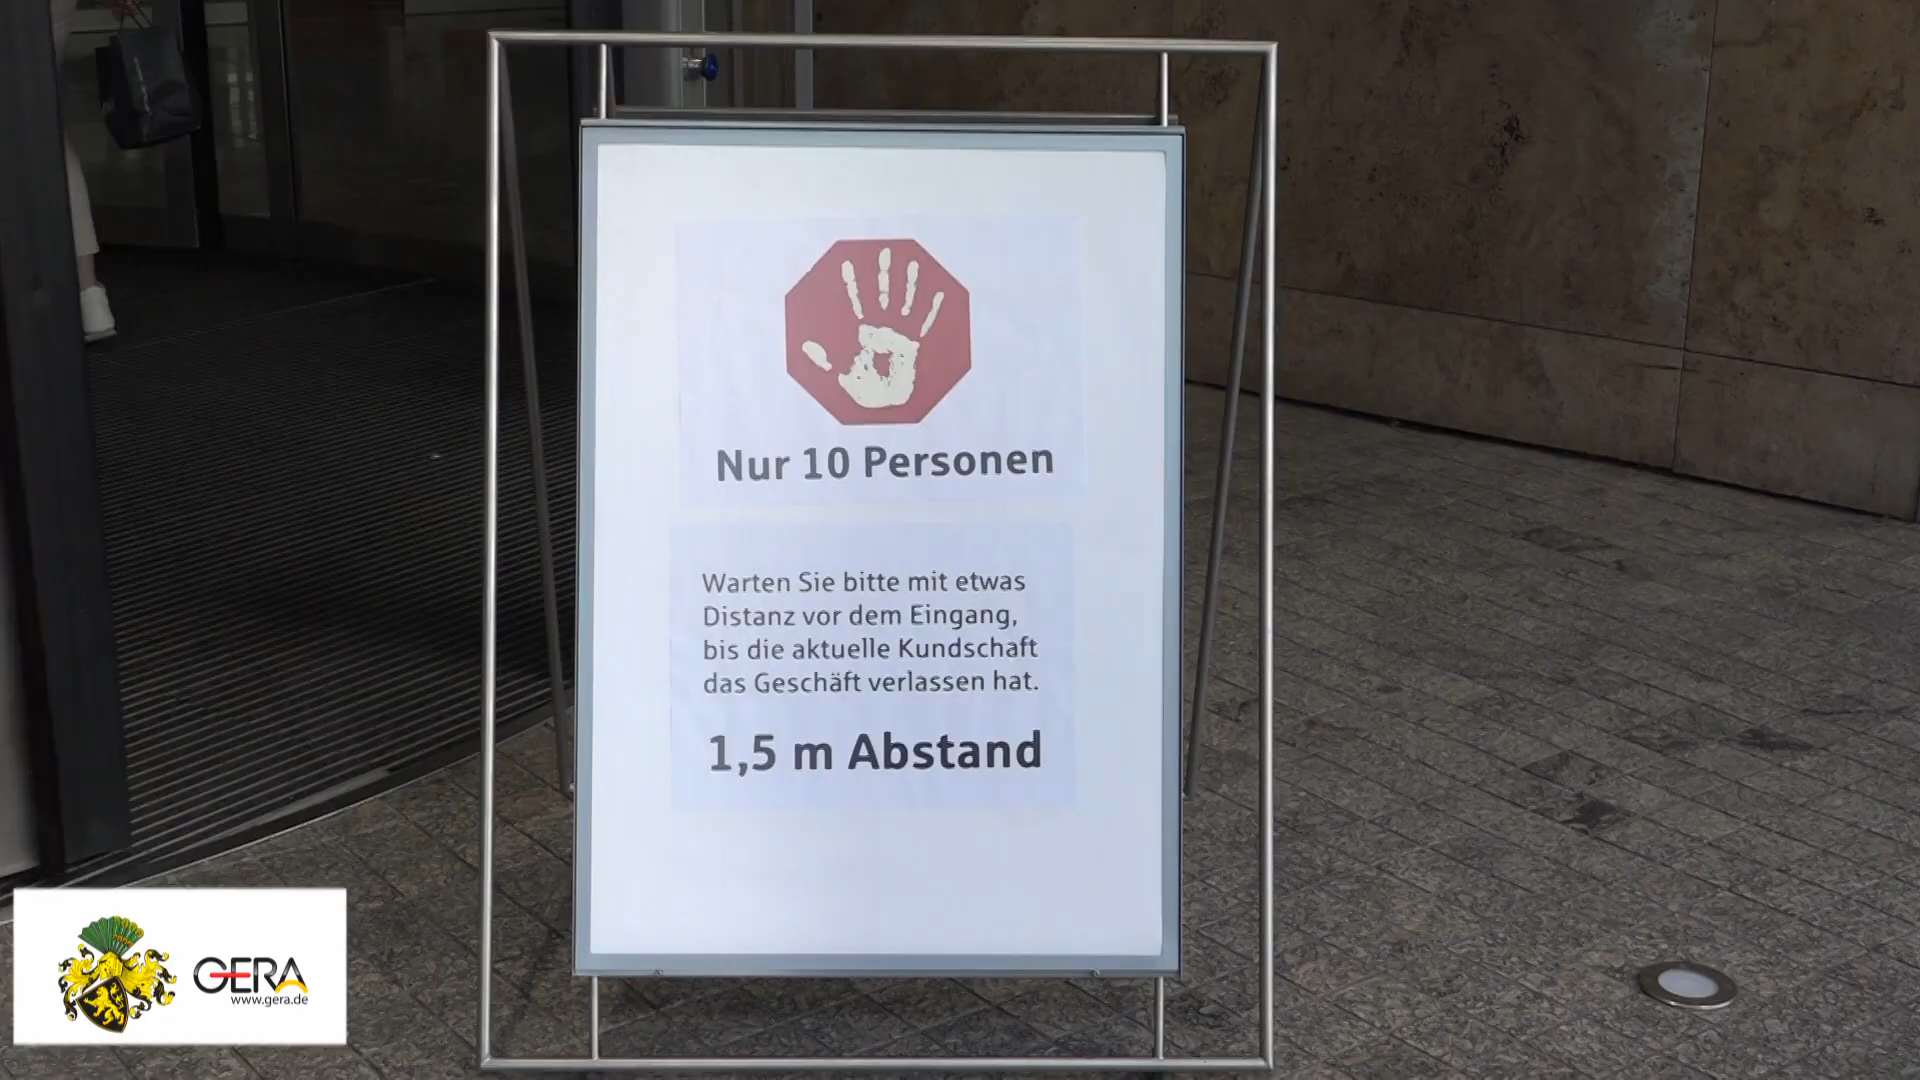 Nur 10 Personen
Warten Sie bitte mit etwas
Distanz vor dem Eingang,
bis die aktuelle Kundschaft
das Geschäft verlassen hat.
1,5 m Abstand
GERA
www.gera.de